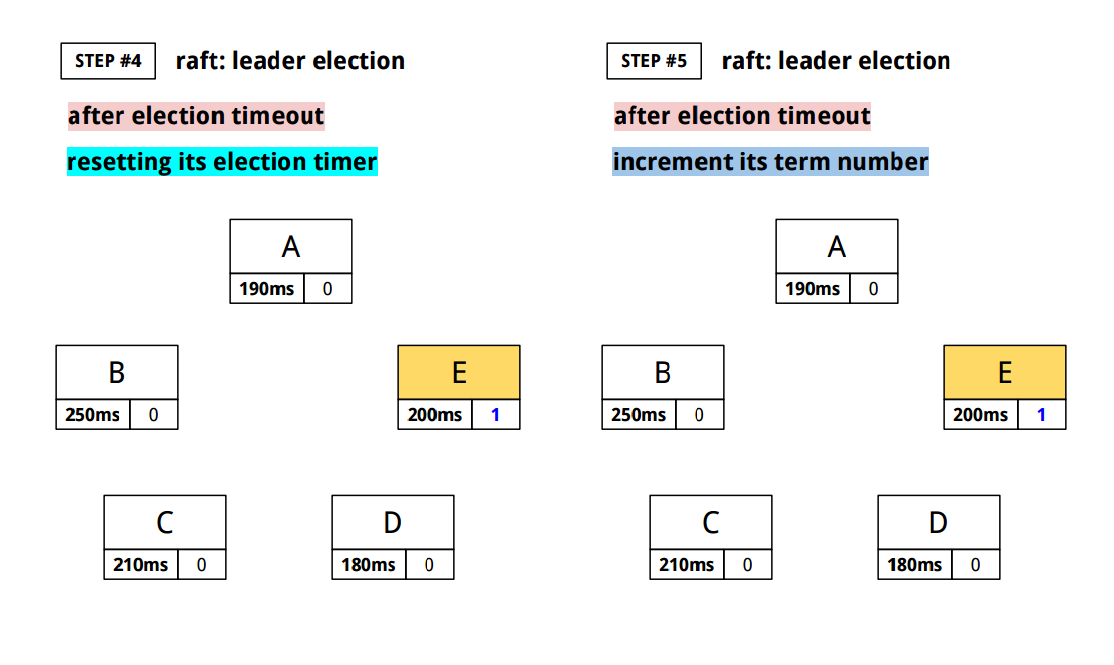 STEP #4 raft: leader election
after election timeout
resetting its election timer
A
190ms 0
B
250ms 0
E
200ms 1
C
210ms 0
D
180ms 0
STEP #5 raft: leader election
after election timeout
increment its term number
A
190ms 0
B
250ms 0
E
200ms 1
C
210ms 0
D
180ms 0